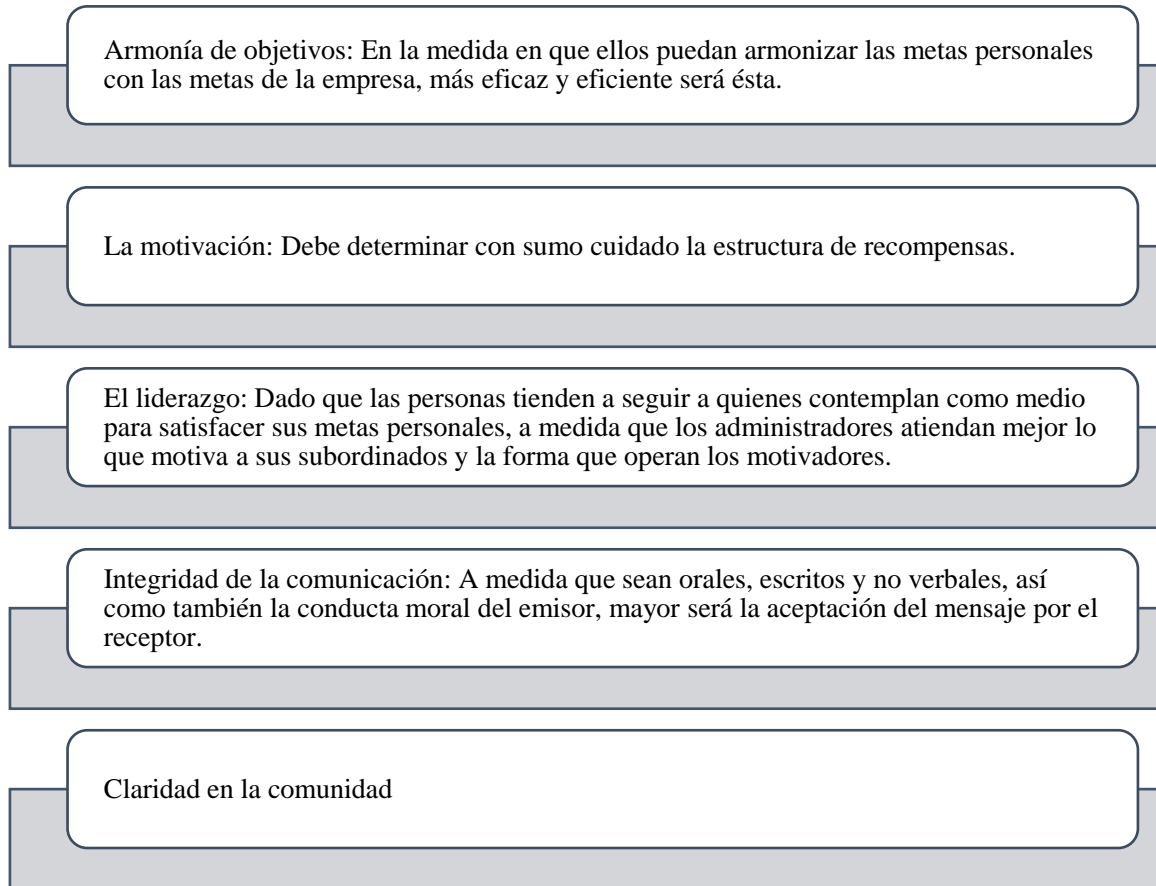 Armonía de objetivos: En la medida en que ellos puedan armonizar las metas personales
con las metas de la empresa, más eficaz y eficiente será ésta.
La motivación: Debe determinar con sumo cuidado la estructura de recompensas.
El liderazgo: Dado que las personas tienden a seguir a quienes contemplan como medio
para satisfacer sus metas personales, a medida que los administradores atiendan mejor lo
que motiva a sus subordinados y la forma que operan los motivadores.
Integridad de la comunicación: A medida que sean orales, escritos y no verbales, así
como también la conducta moral del emisor, mayor será la aceptación del mensaje por el
receptor.
Claridad en la comunidad